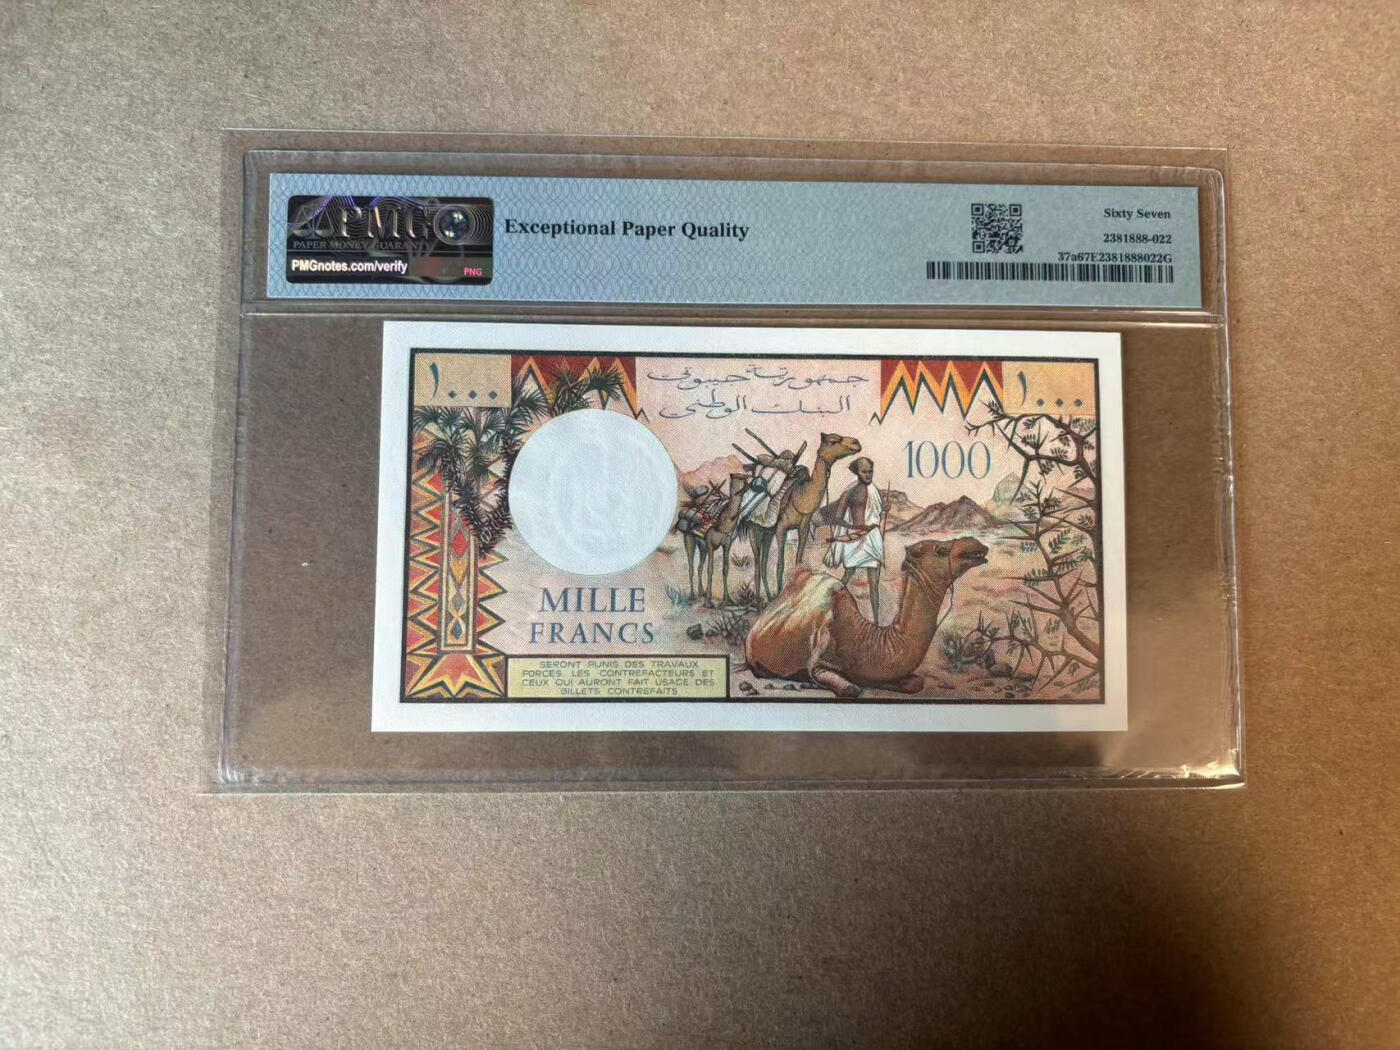 PMG
PAPER MONEY GUARANTY
PMGnotes.com/verify
PNG
Exceptional Paper Quality
Sixty Seven
2381888-022
37a67E2381888022G
١٠٠٠
جمهورية جيبوتي
البنك الوطني
١٠٠٠
1000
MILLE
FRANCS
SERONT PUNIS DES TRAVAUX
FORCES LES CONTREFACTEURS ET
CEUX QUI AURONT FAIT USAGE DES
BILLETS CONTREFAITS